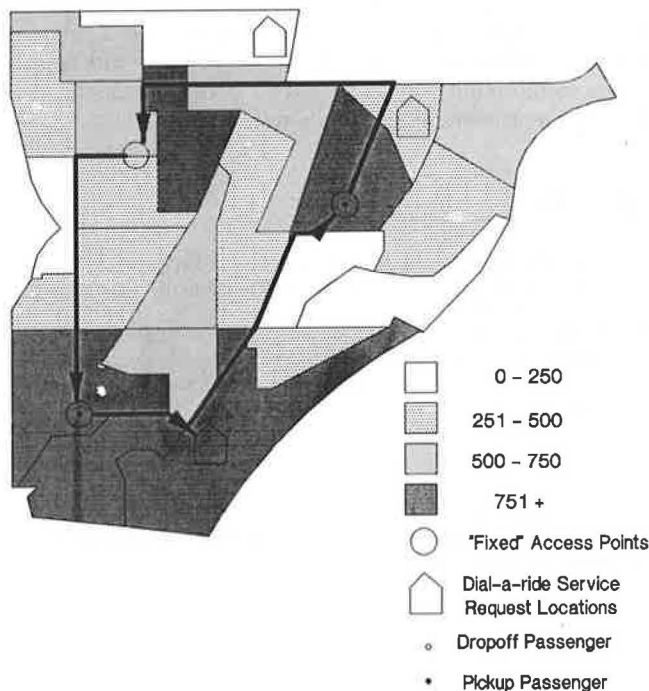 0 - 250
251 - 500
500 - 750
751 +
"Fixed" Access Points
Dial-a-ride Service
Request Locations
Dropoff Passenger
Pickup Passenger